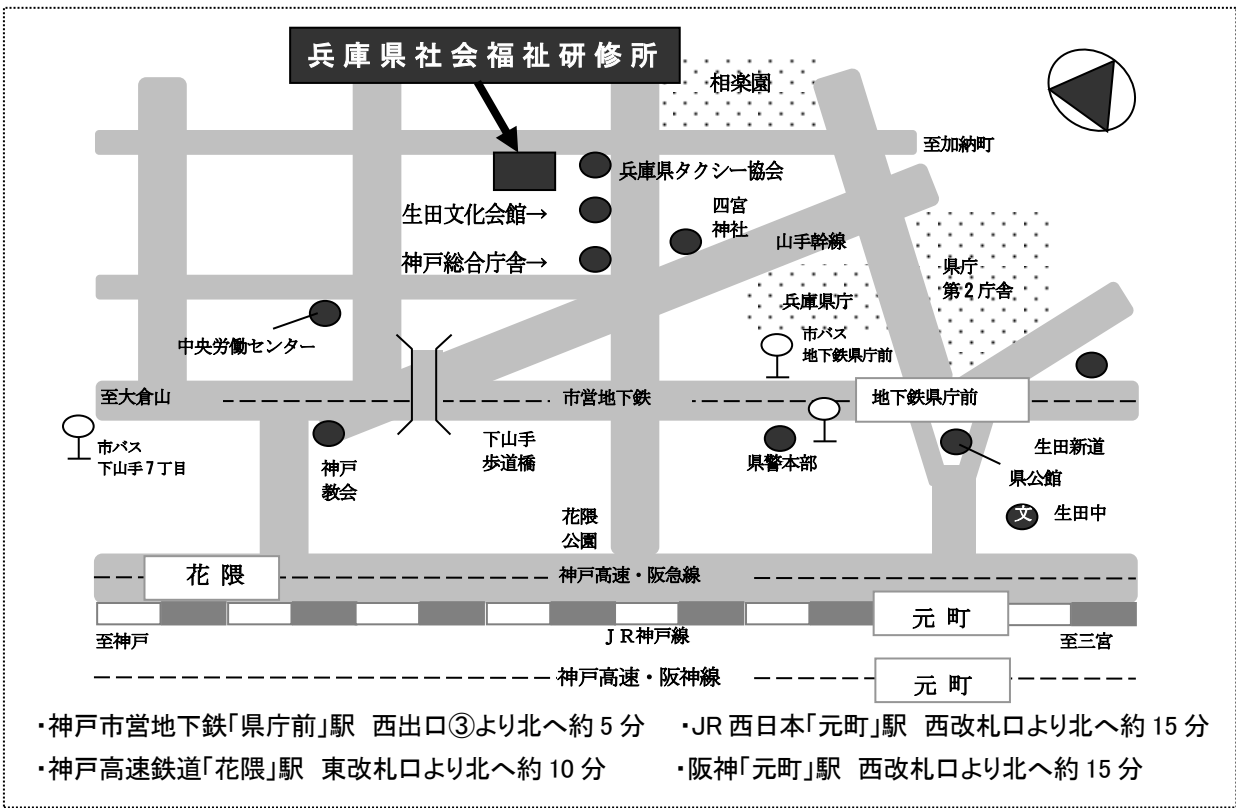 兵庫県社会福祉研修所
相楽園
至加納町
兵庫県タクシー協会
生田文化会館→
四宮
神社
山手幹線
神戸総合庁舎→
県庁
第2庁舎
兵庫県庁
中央労働センター
市バス
地下鉄県庁前
至大倉山
市営地下鉄
地下鉄県庁前
市バス
下山手7丁目
神戸
教会
下山手
歩道橋
県警本部
生田新道
県公館
文
生田中
花隈
公園
花隈
神戸高速・阪急線
元町
至神戸
JR神戸線
至三宮
神戸高速・阪神線
元町
・神戸市営地下鉄「県庁前」駅 西出口③より北へ約5分
・JR西日本「元町」駅 西改札口より北へ約15分
・神戸高速鉄道「花隈」駅 東改札口より北へ約10分
・阪神「元町」駅 西改札口より北へ約15分